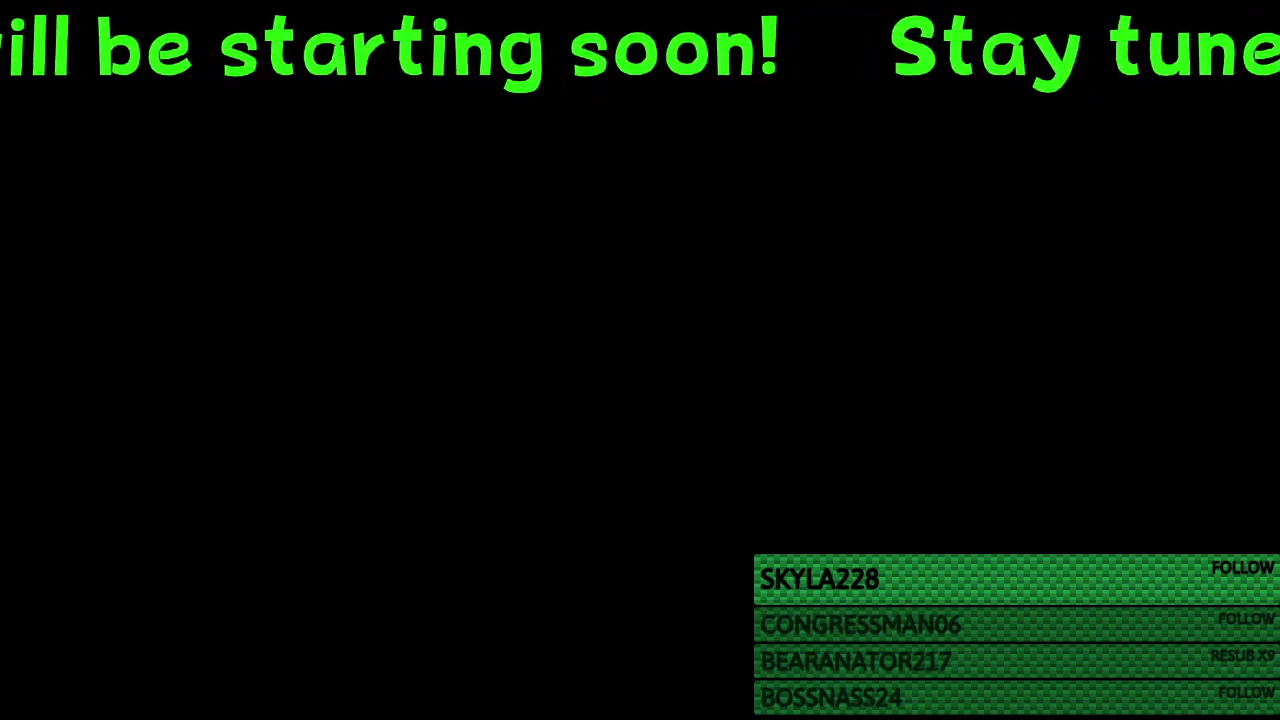 ill be starting soon! Stay tune
SKYLA228 FOLLOW
CONGRESSMAN06 FOLLOW
BEARANATOR217 RESUB X9
BOSSNASS24 FOLLOW